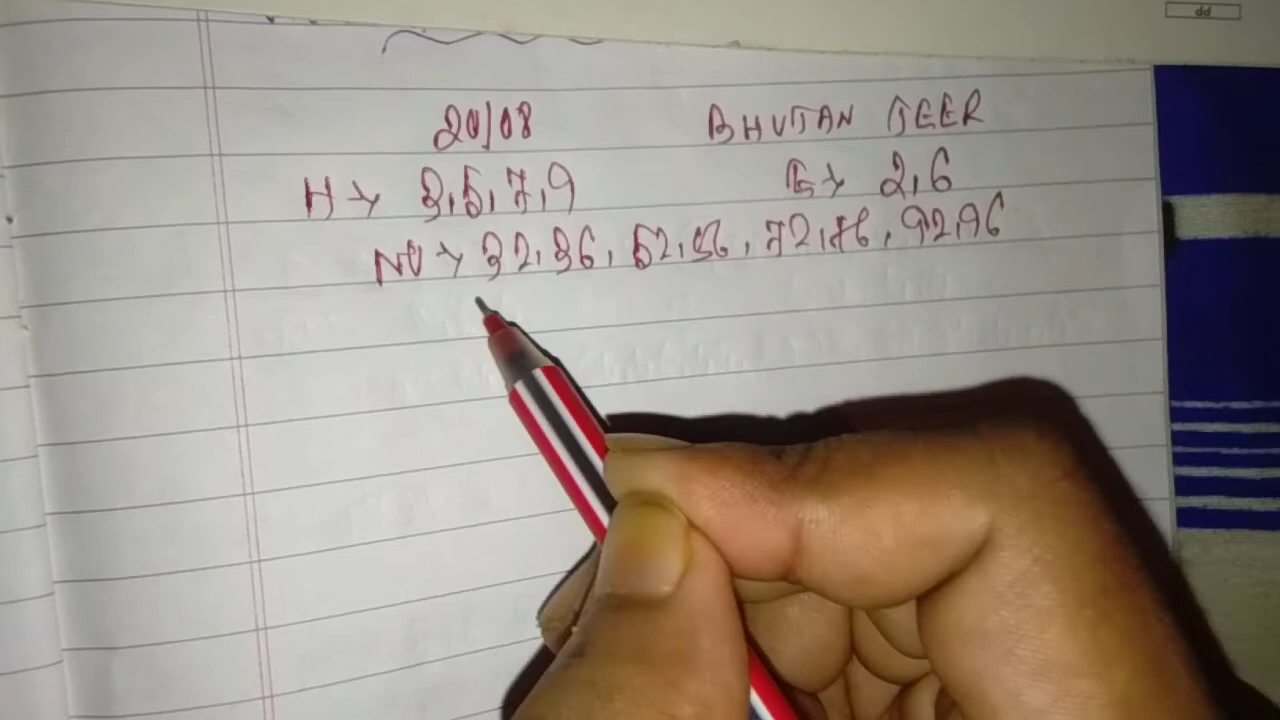 20/08 BHUTAN TEER
H → 3,5,7,9 E → 2,6
NO → 32,36, 52,56, 72,76, 92,96